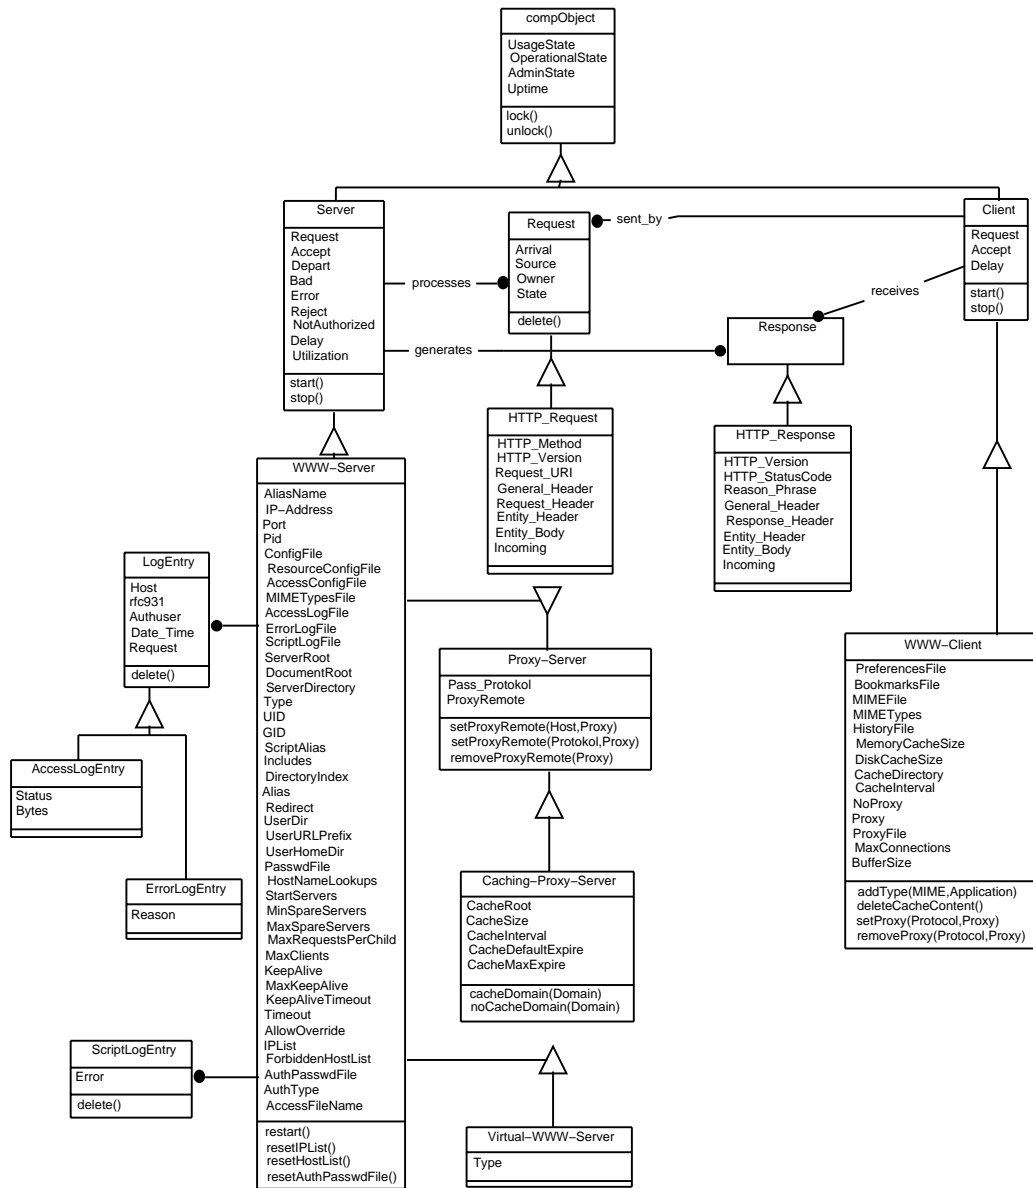 compObject
UsageState
OperationalState
AdminState
Uptime
lock()
unlock()
Server
Request
Accept
Depart
Bad
Error
Reject
NotAuthorized
Delay
Utilization
start()
stop()
processes
generates
Request
Arrival
Source
Owner
State
delete()
sent_by
Client
Request
Accept
Delay
start()
stop()
receives
Response
HTTP_Request
HTTP_Method
HTTP_Version
Request_URI
General_Header
Request_Header
Entity_Header
Entity_Body
Incoming
HTTP_Response
HTTP_Version
HTTP_StatusCode
Reason_Phrase
General_Header
Response_Header
Entity_Header
Entity_Body
Incoming
WWW-Server
AliasName
IP-Address
Port
Pid
ConfigFile
ResourceConfigFile
AccessConfigFile
MIMETypesFile
AccessLogFile
ErrorLogFile
ScriptLogFile
ServerRoot
DocumentRoot
ServerDirectory
Type
UID
GID
ScriptAlias
Includes
DirectoryIndex
Alias
Redirect
UserDir
UserURLPrefix
UserHomeDir
PasswdFile
HostNameLookups
StartServers
MinSpareServers
MaxSpareServers
MaxRequestsPerChild
MaxClients
KeepAlive
MaxKeepAlive
KeepAliveTimeout
Timeout
AllowOverride
IPList
ForbiddenHostList
AuthPasswdFile
AuthType
AccessFileName
restart()
resetIPList()
resetHostList()
resetAuthPasswdFile()
LogEntry
Host
rfc931
Authuser
Date_Time
Request
delete()
AccessLogEntry
Status
Bytes
ErrorLogEntry
Reason
ScriptLogEntry
Error
delete()
Proxy-Server
Pass_Protokol
ProxyRemote
setProxyRemote(Host,Proxy)
setProxyRemote(Protokol,Proxy)
removeProxyRemote(Proxy)
Caching-Proxy-Server
CacheRoot
CacheSize
CacheInterval
CacheDefaultExpire
CacheMaxExpire
cacheDomain(Domain)
noCacheDomain(Domain)
Virtual-WWW-Server
Type
WWW-Client
PreferencesFile
BookmarksFile
MIMEFile
MIMETypes
HistoryFile
MemoryCacheSize
DiskCacheSize
CacheDirectory
CacheInterval
NoProxy
Proxy
ProxyFile
MaxConnections
BufferSize
addType(MIME,Application)
deleteCacheContent()
setProxy(Protocol,Proxy)
removeProxy(Protocol,Proxy)